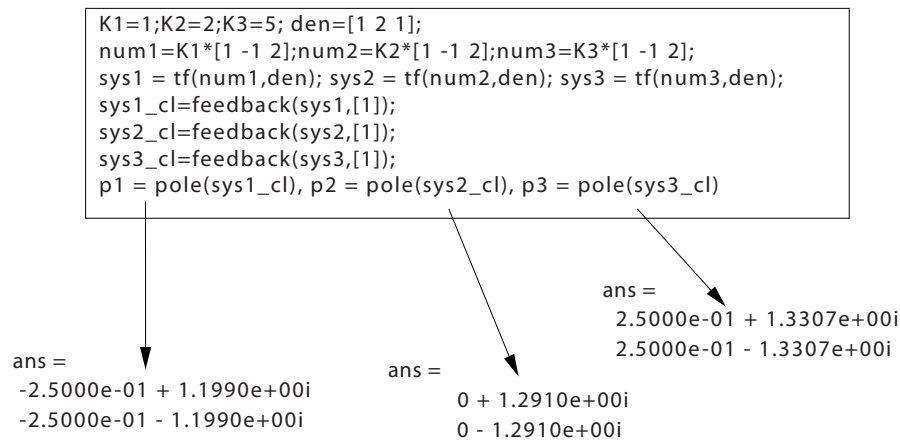 K1=1;K2=2;K3=5; den=[1 2 1];
num1=K1*[1 -1 2];num2=K2*[1 -1 2];num3=K3*[1 -1 2];
sys1 = tf(num1,den); sys2 = tf(num2,den); sys3 = tf(num3,den);
sys1_cl=feedback(sys1,[1]);
sys2_cl=feedback(sys2,[1]);
sys3_cl=feedback(sys3,[1]);
p1 = pole(sys1_cl), p2 = pole(sys2_cl), p3 = pole(sys3_cl)
ans =
-2.5000e-01 + 1.1990e+00i
-2.5000e-01 - 1.1990e+00i
ans =
0 + 1.2910e+00i
0 - 1.2910e+00i
ans =
2.5000e-01 + 1.3307e+00i
2.5000e-01 - 1.3307e+00i